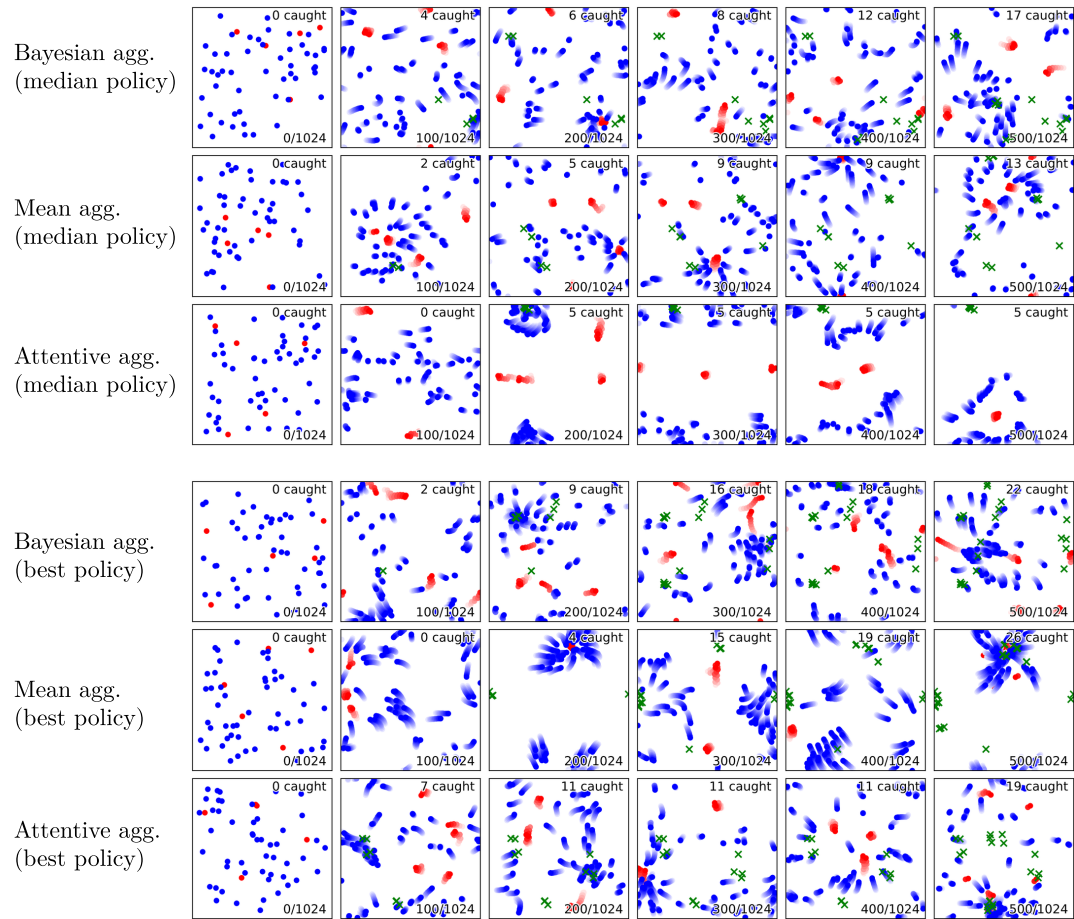 Bayesian agg.
(median policy)
0 caught
0/1024
4 caught
100/1024
6 caught
200/1024
8 caught
300/1024
12 caught
400/1024
17 caught
500/1024
Mean agg.
(median policy)
0 caught
0/1024
2 caught
100/1024
5 caught
200/1024
9 caught
300/1024
9 caught
400/1024
13 caught
500/1024
Attentive agg.
(median policy)
0 caught
0/1024
0 caught
100/1024
5 caught
200/1024
5 caught
300/1024
5 caught
400/1024
5 caught
500/1024
Bayesian agg.
(best policy)
0 caught
0/1024
2 caught
100/1024
9 caught
200/1024
16 caught
300/1024
18 caught
400/1024
22 caught
500/1024
Mean agg.
(best policy)
0 caught
0/1024
0 caught
100/1024
4 caught
200/1024
15 caught
300/1024
19 caught
400/1024
26 caught
500/1024
Attentive agg.
(best policy)
0 caught
0/1024
7 caught
100/1024
11 caught
200/1024
11 caught
300/1024
11 caught
400/1024
19 caught
500/1024